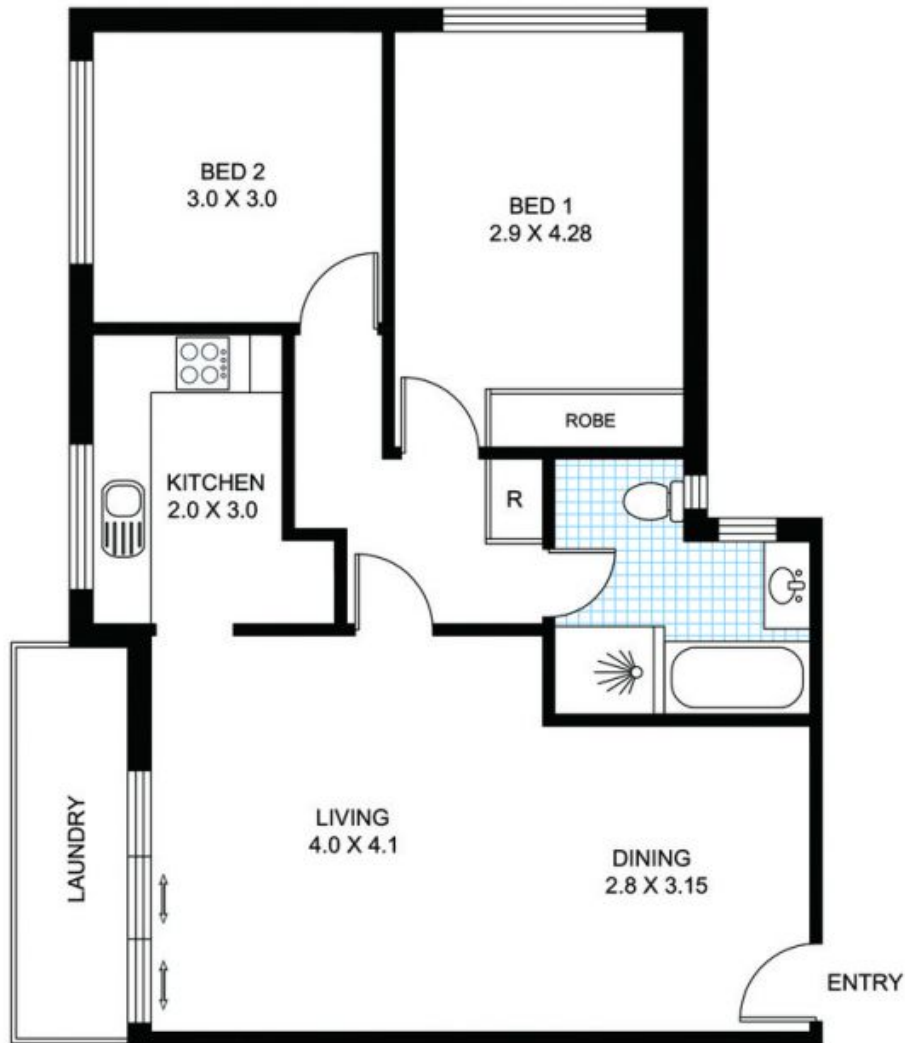 BED 2
3.0 X 3.0
BED 1
2.9 X 4.28
ROBE
KITCHEN
2.0 X 3.0
R
LIVING
4.0 X 4.1
LAUNDRY
DINING
2.8 X 3.15
ENTRY